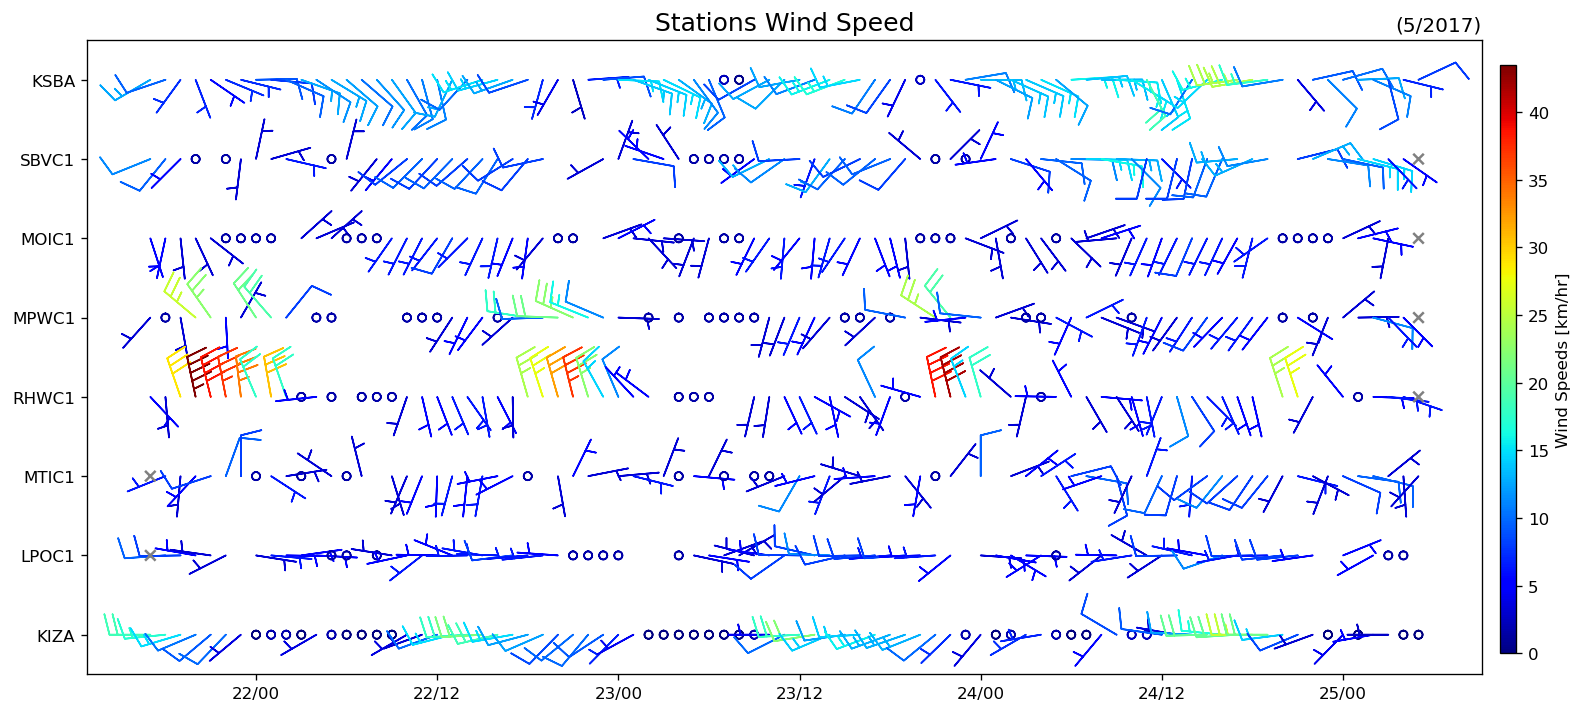 Stations Wind Speed
(5/2017)
KSBA
SBVC1
MOIC1
MPWC1
RHWC1
MTIC1
LPOC1
KIZA
22/00
22/12
23/00
23/12
24/00
24/12
25/00
40
35
30
25
20
15
10
5
0
Wind Speeds [km/hr]